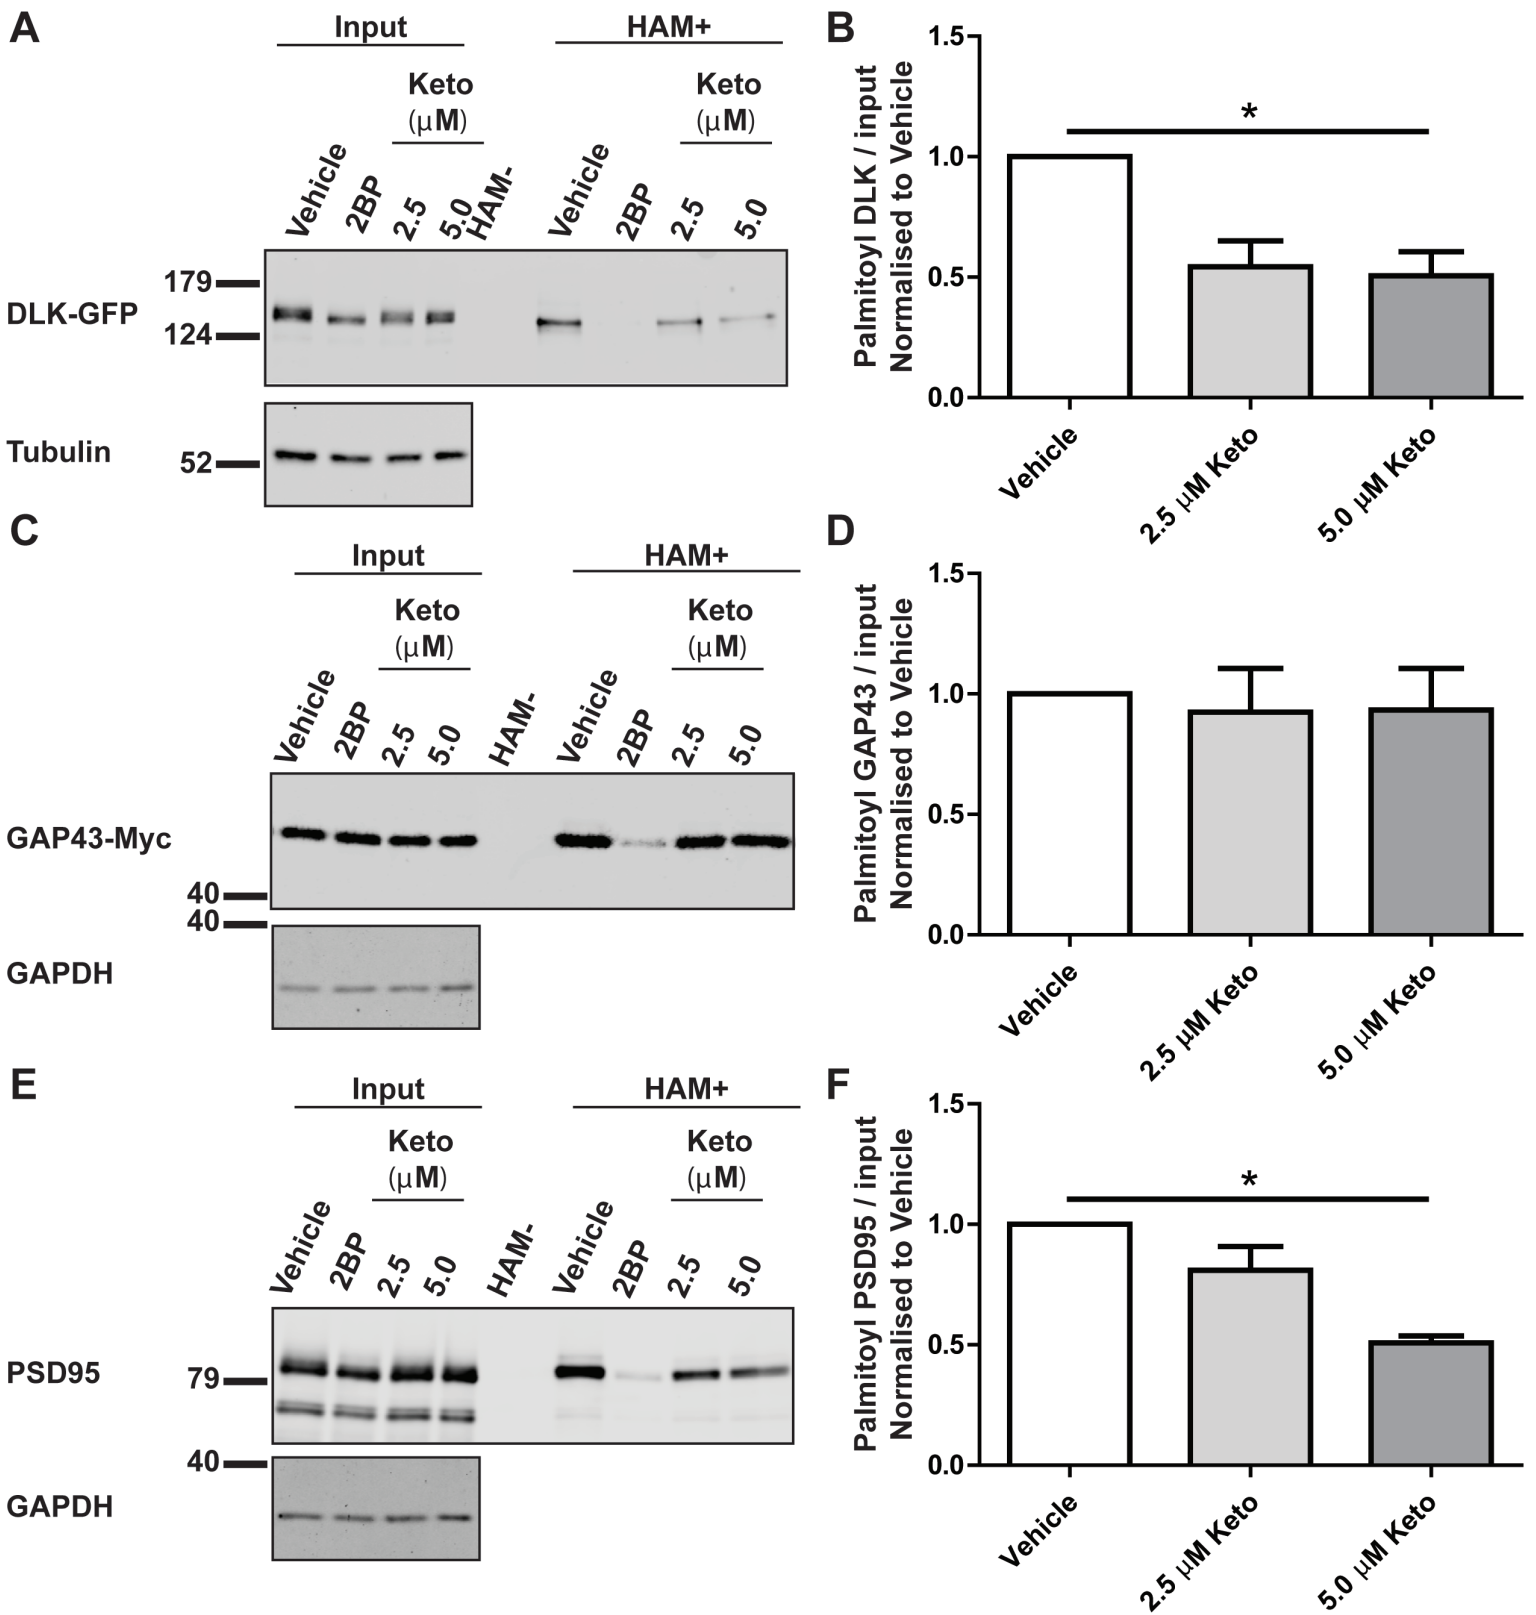 A
Input
HAM+
Keto
(μM)
Keto
(μM)
Vehicle
2BP
2.5
5.0
HAM-
Vehicle
2BP
2.5
5.0
DLK-GFP
179
124
Tubulin
52
B
Palmitoyl DLK / input
Normalised to Vehicle
1.5
1.0
0.5
0.0
*
Vehicle
2.5 μM Keto
5.0 μM Keto
C
Input
HAM+
Keto
(μM)
Keto
(μM)
Vehicle
2BP
2.5
5.0
HAM-
Vehicle
2BP
2.5
5.0
GAP43-Myc
40
40
GAPDH
D
Palmitoyl GAP43 / input
Normalised to Vehicle
1.5
1.0
0.5
0.0
Vehicle
2.5 μM Keto
5.0 μM Keto
E
Input
HAM+
Keto
(μM)
Keto
(μM)
Vehicle
2BP
2.5
5.0
HAM-
Vehicle
2BP
2.5
5.0
PSD95
79
40
GAPDH
F
Palmitoyl PSD95 / input
Normalised to Vehicle
1.5
1.0
0.5
0.0
*
Vehicle
2.5 μM Keto
5.0 μM Keto